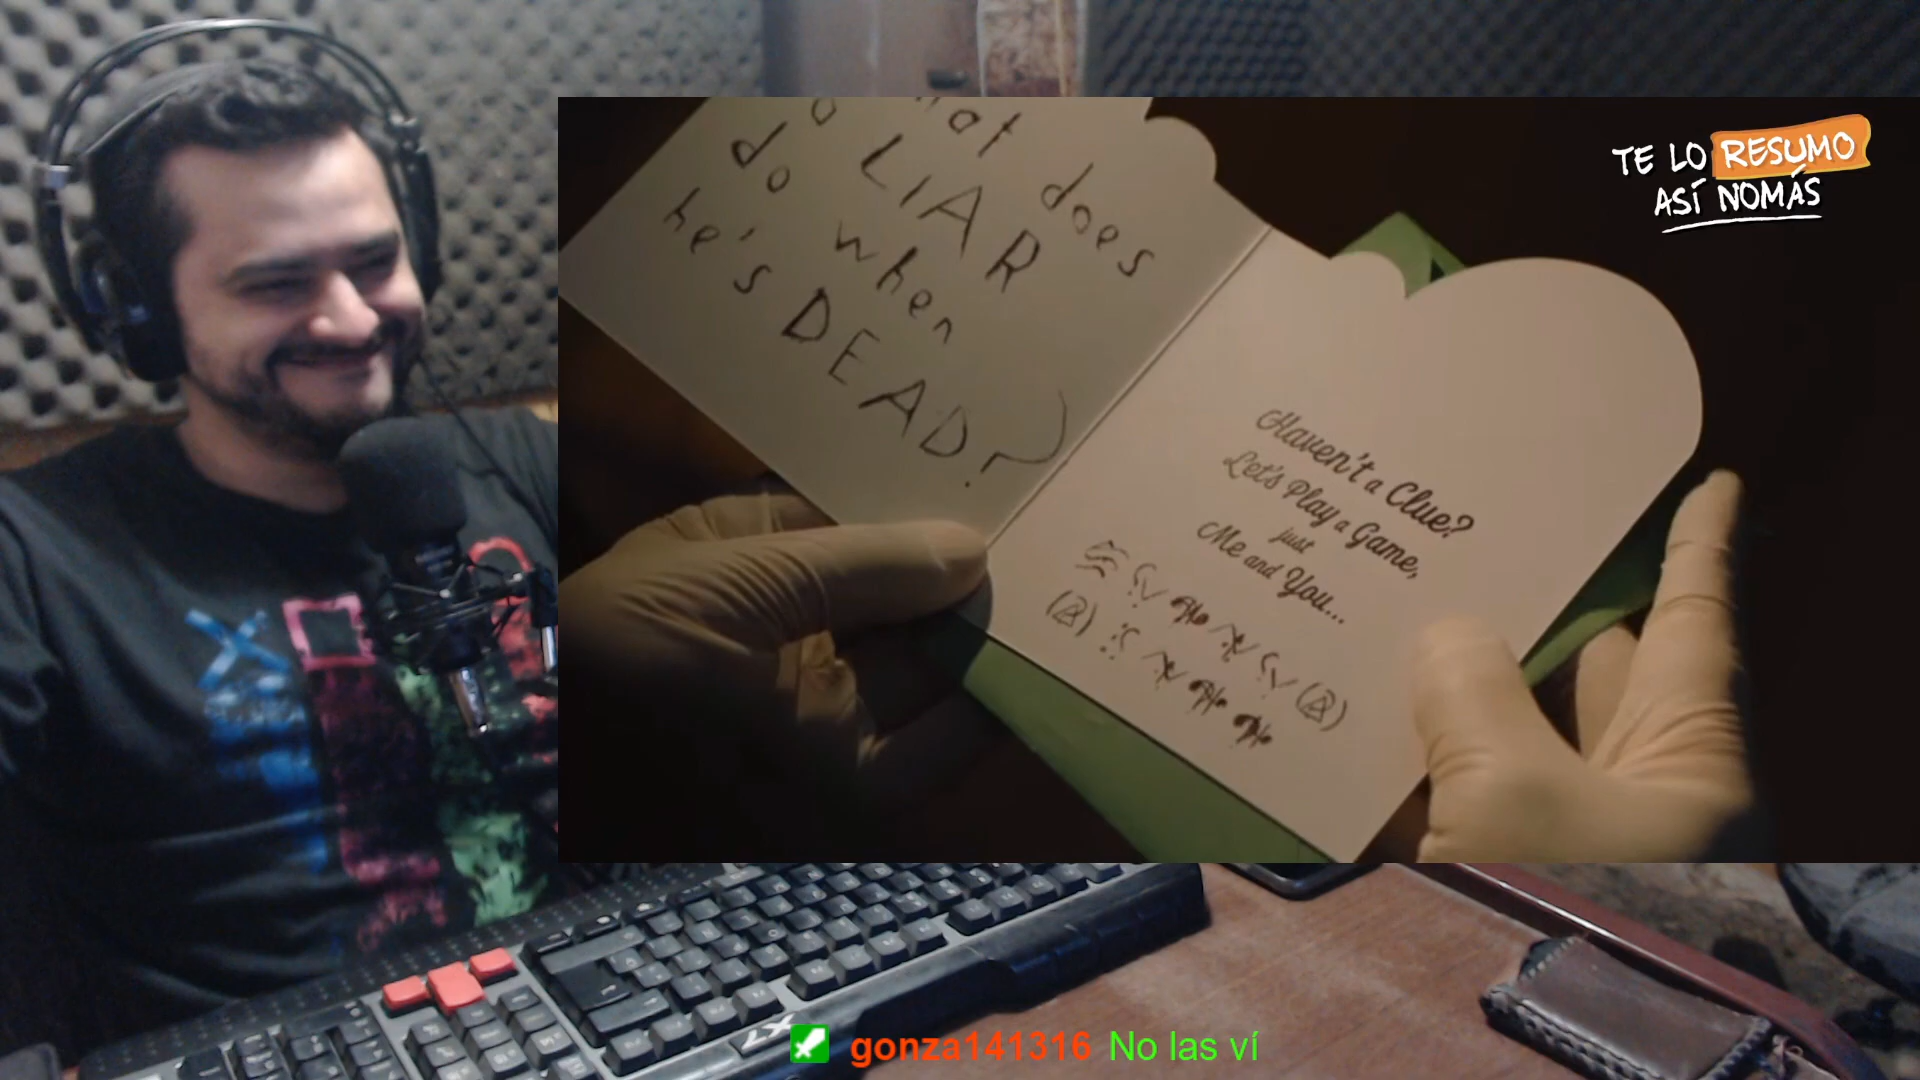 TE LO RESUMO
ASÍ NOMÁS
does
do LIAR
do when
he's DEAD?
Haven't a Clue?
Let's Play a Game,
just
Me and You...
gonza141316 No las ví